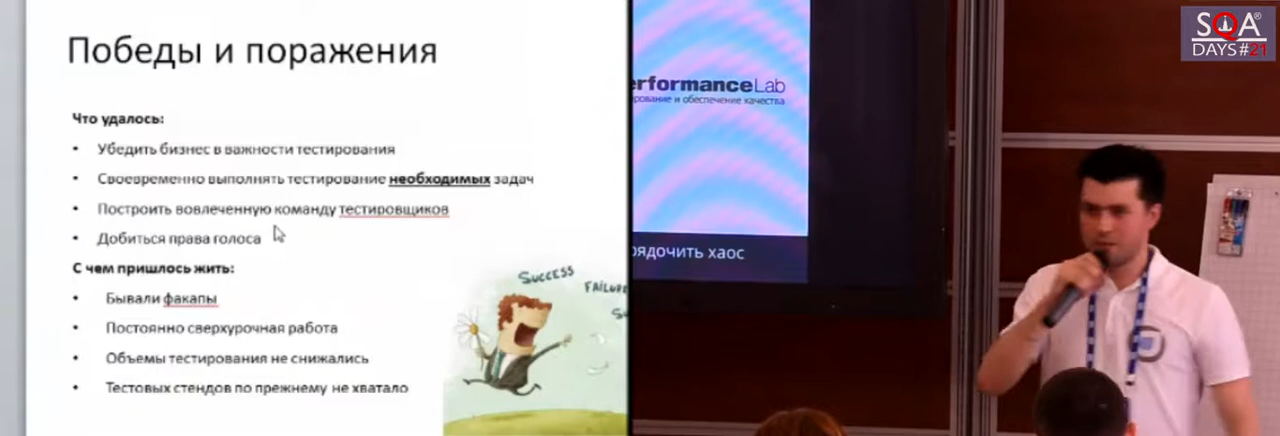 Победы и поражения
Что удалось:
• Убедить бизнес в важности тестирования
• Своевременно выполнять тестирование необходимых задач
• Построить вовлеченную команду тестировщиков
• Добиться права голоса
С чем пришлось жить:
• Бывали факапы
• Постоянно сверхурочная работа
• Объемы тестирования не снижались
• Тестовых стендов по прежнему не хватало
SUCCESS
FAILURE
erformanceLab
рование и обеспечение качества
рядочить хаос
SQA®
DAYS#21